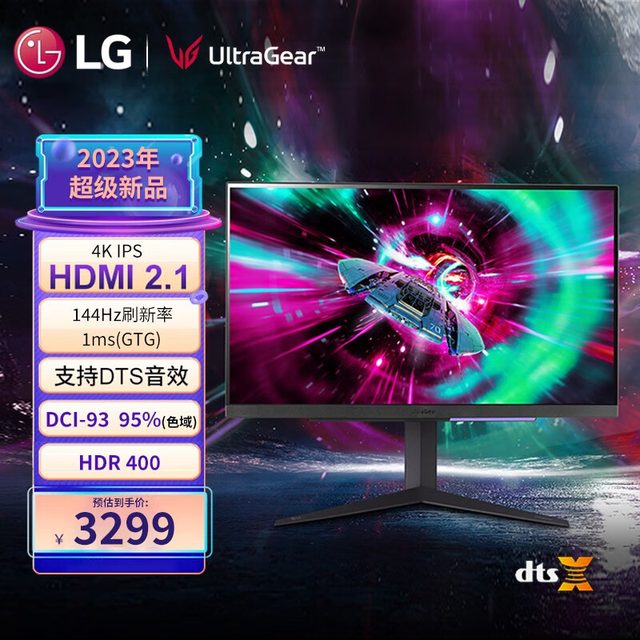 LG UltraGear™
2023年
超级新品
4K IPS
HDMI 2.1
144Hz刷新率
1ms(GTG)
支持DTS音效
DCI-93 95%(色域)
HDR 400
预估到手价:
¥ 3299
dts X